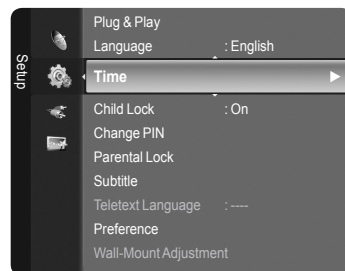 Setup
Plug & Play
Language : English
Time
Child Lock : On
Change PIN
Parental Lock
Subtitle
Teletext Language : ----
Preference
Wall-Mount Adjustment